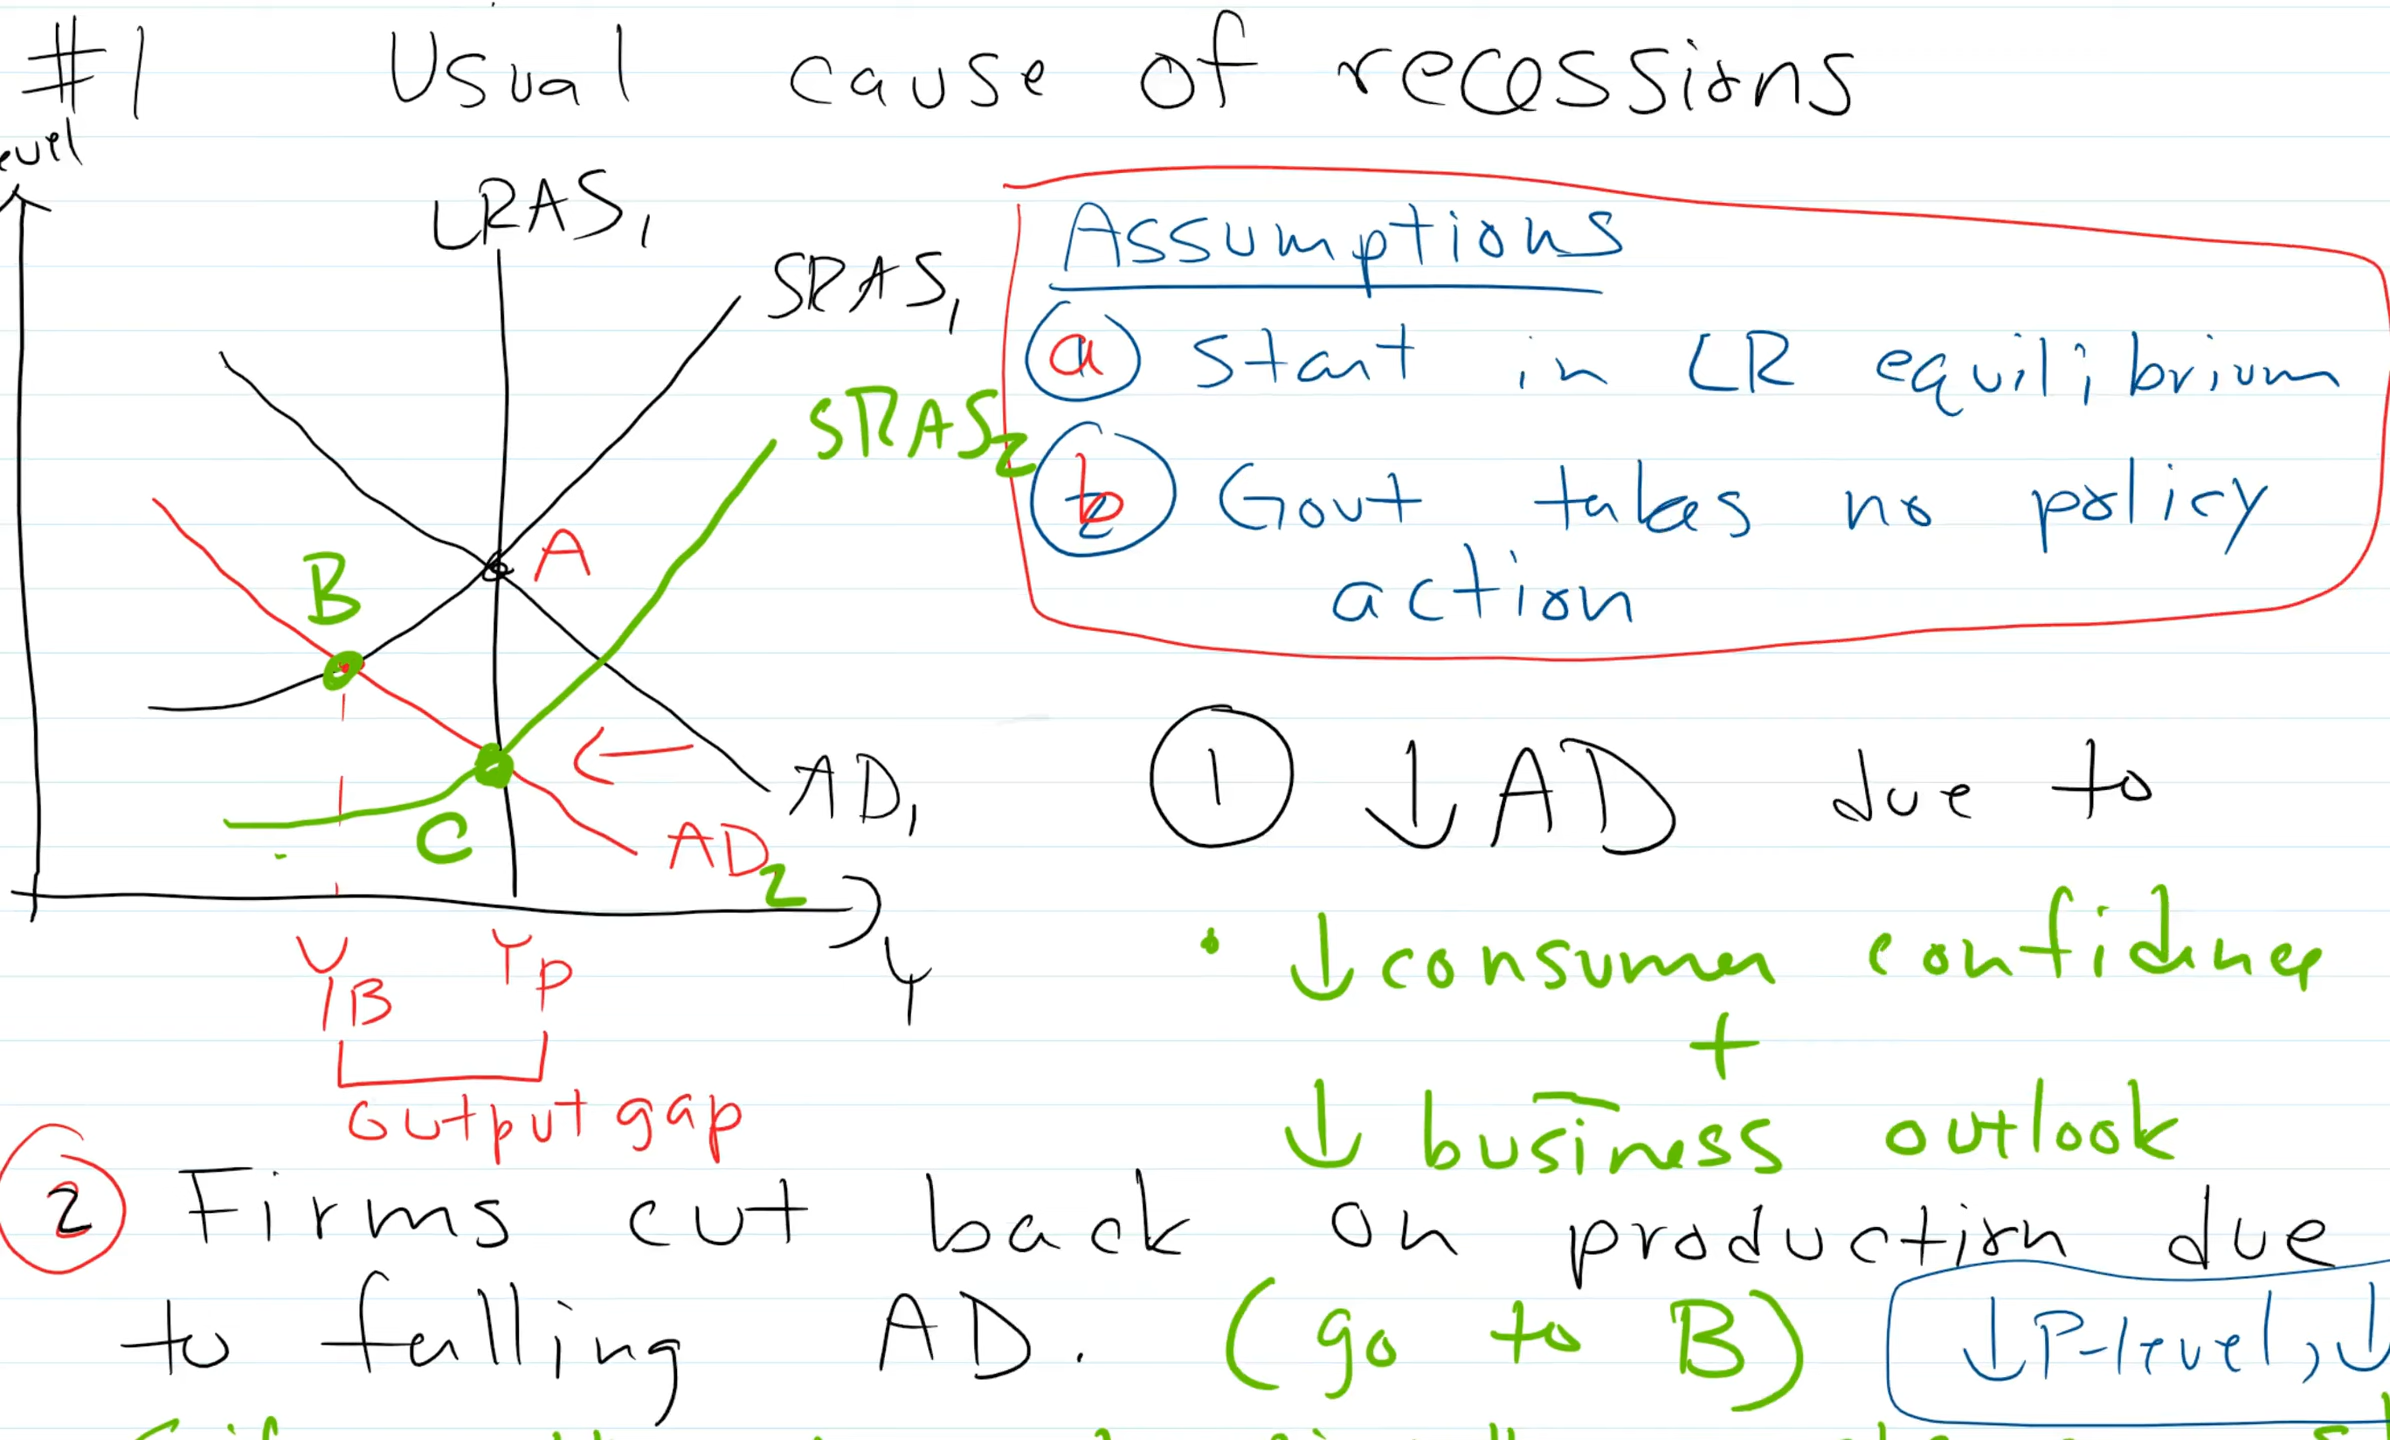 #1 Usual cause of recessions
LRAS1
SRAS1
Assumptions
a Start in LR equilibrium
SRAS2
b Govt takes no policy
action
A
B
1 ↓AD due to
AD1
C
AD2
Y
• ↓consumer confidence
YB YP
+
output gap
↓ business outlook
2 Firms cut back on production due
to falling AD. (go to B) ↓P-level, ↓